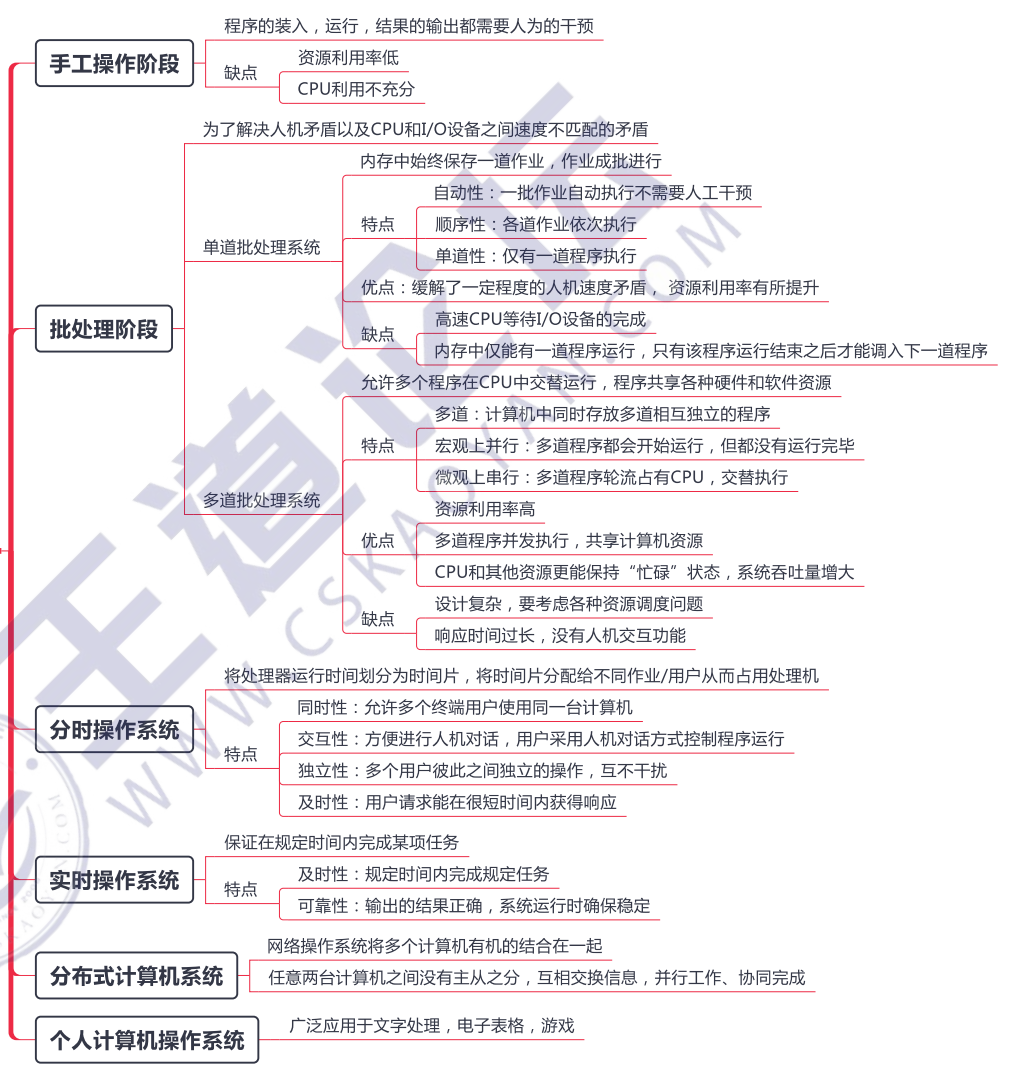 程序的装入，运行，结果的输出都需要人为的干预
手工操作阶段
缺点
资源利用率低
CPU利用不充分
为了解决人机矛盾以及CPU和I/O设备之间速度不匹配的矛盾
批处理阶段
单道批处理系统
内存中始终保存一道作业，作业成批进行
特点
自动性：一批作业自动执行不需要人工干预
顺序性：各道作业依次执行
单道性：仅有一道程序执行
优点：缓解了一定程度的人机速度矛盾， 资源利用率有所提升
缺点
高速CPU等待I/O设备的完成
内存中仅能有一道程序运行，只有该程序运行结束之后才能调入下一道程序
多道批处理系统
允许多个程序在CPU中交替运行，程序共享各种硬件和软件资源
特点
多道：计算机中同时存放多道相互独立的程序
宏观上并行：多道程序都会开始运行，但都没有运行完毕
微观上串行：多道程序轮流占有CPU，交替执行
优点
资源利用率高
多道程序并发执行，共享计算机资源
CPU和其他资源更能保持“忙碌”状态，系统吞吐量增大
缺点
设计复杂，要考虑各种资源调度问题
响应时间过长，没有人机交互功能
分时操作系统
将处理器运行时间划分为时间片，将时间片分配给不同作业/用户从而占用处理机
特点
同时性：允许多个终端用户使用同一台计算机
交互性：方便进行人机对话，用户采用人机对话方式控制程序运行
独立性：多个用户彼此之间独立的操作，互不干扰
及时性：用户请求能在很短时间内获得响应
实时操作系统
保证在规定时间内完成某项任务
特点
及时性：规定时间内完成规定任务
可靠性：输出的结果正确，系统运行时确保稳定
分布式计算机系统
网络操作系统将多个计算机有机的结合在一起
任意两台计算机之间没有主从之分，互相交换信息，并行工作、协同完成
个人计算机操作系统
广泛应用于文字处理，电子表格，游戏
王道论坛
WWW.CSKAOYAN.COM